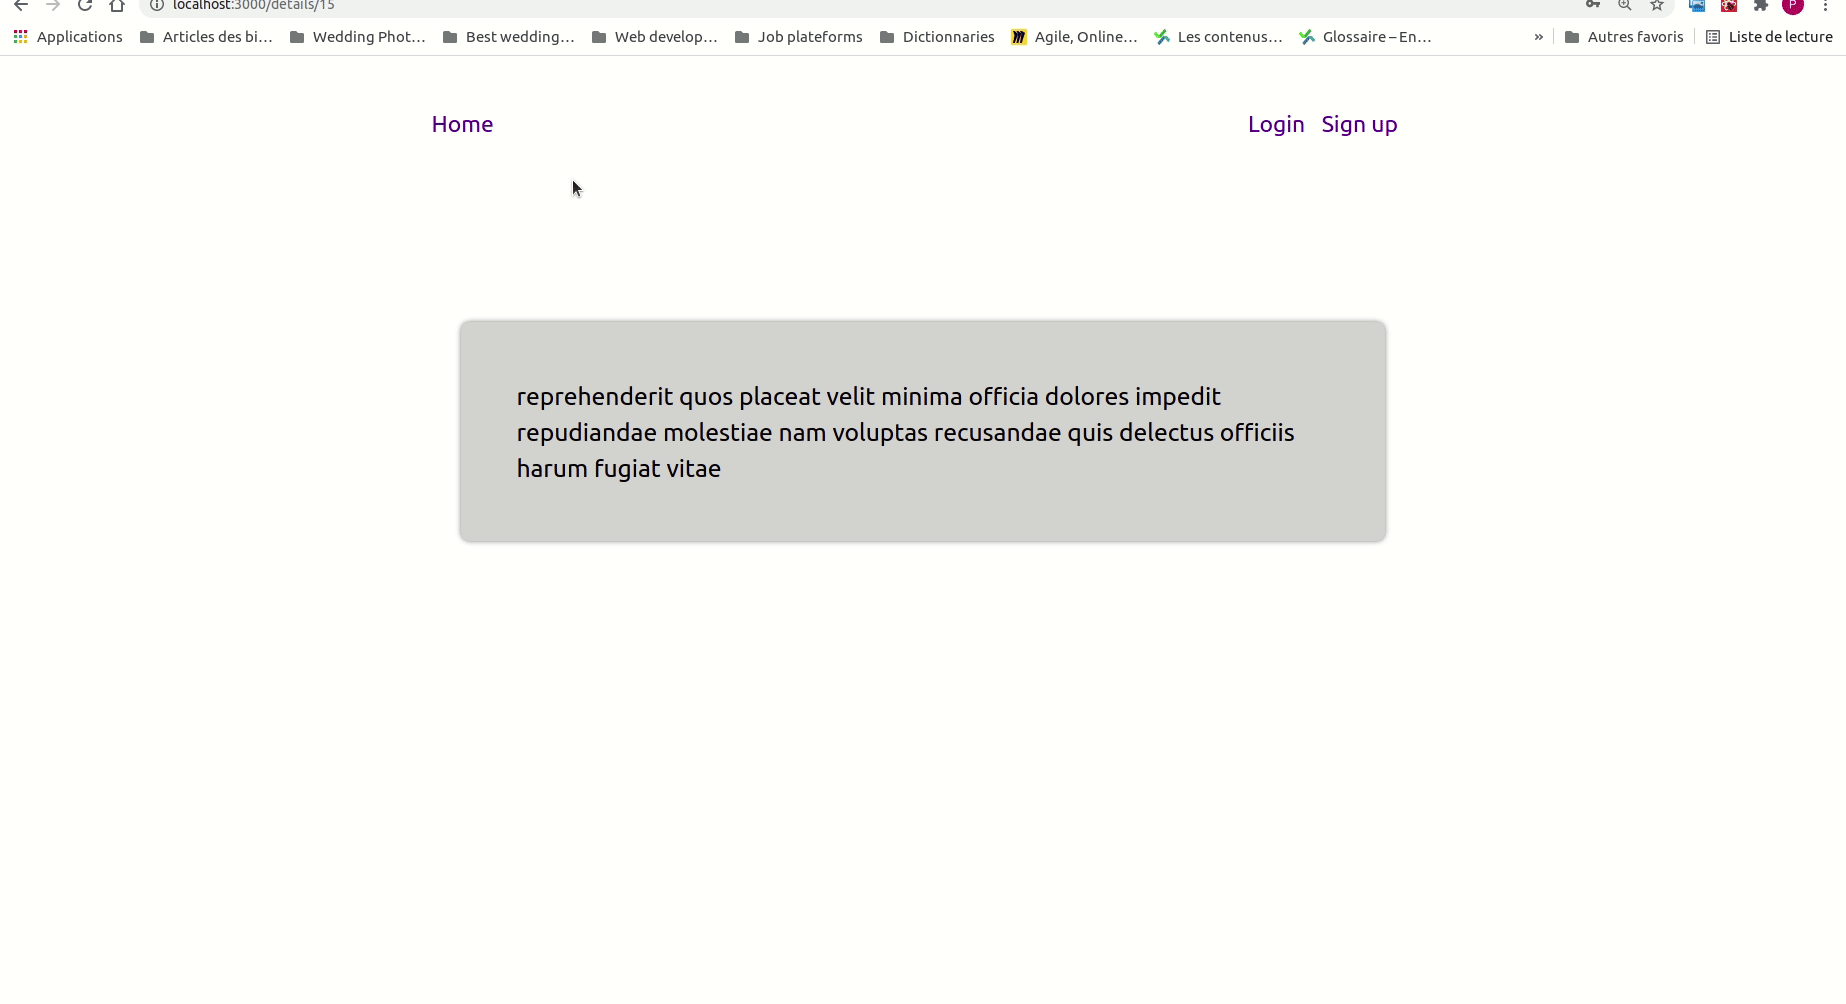 localhost:3000/details/15
Applications Articles des bi... Wedding Phot... Best wedding... Web develop... Job plateforms Dictionnaries Agile, Online... Les contenus... Glossaire – En... » Autres favoris Liste de lecture
P
Home Login Sign up
reprehenderit quos placeat velit minima officia dolores impedit
repudiandae molestiae nam voluptas recusandae quis delectus officiis
harum fugiat vitae